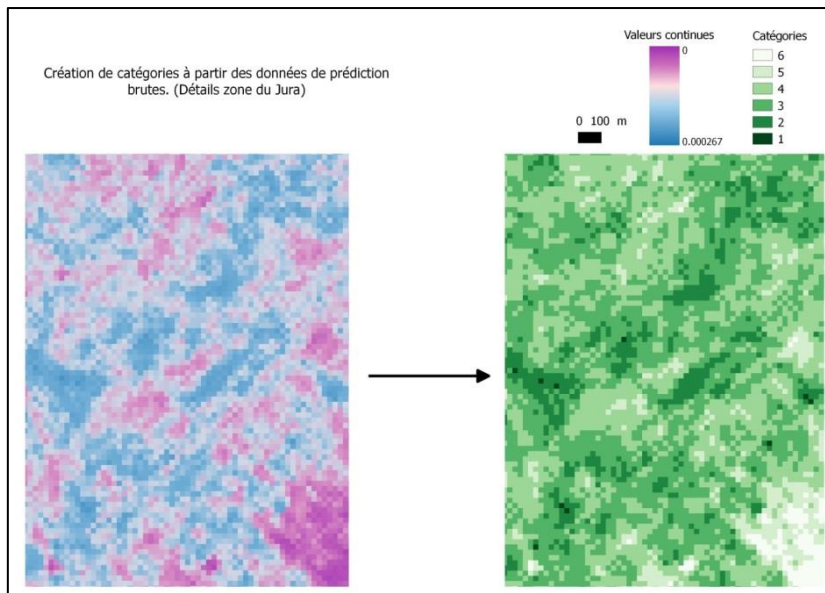 Création de catégories à partir des données de prédiction
brutes. (Détails zone du Jura)
0 100 m
Valeurs continues
0
0.000267
Catégories
6
5
4
3
2
1